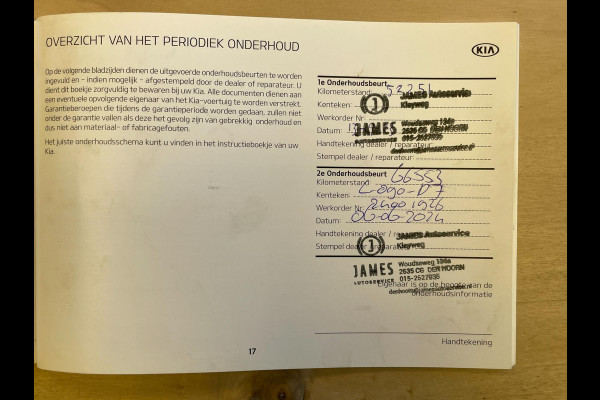 OVERZICHT VAN HET PERIODIEK ONDERHOUD
KIA
Op de volgende bladzijden dienen de uitgevoerde onderhoudsbeurten te worden
ingevuld en - indien mogelijk - afgestempeld door de dealer of reparateur. U
dient dit boekje zorgvuldig te bewaren bij uw Kia. Alle documenten dienen aan
een eventuele opvolgende eigenaar van het Kia-voertuig te worden verstrekt.
Garantieberoepen die tijdens de garantieperiode worden gedaan, zullen niet
onder de garantie vallen als deze het gevolg zijn van gebrekkig onderhoud en
dus niet aan materiaal- of fabricagefouten.
Het juiste onderhoudsschema kunt u vinden in het instructieboekje van uw
Kia.
1e Onderhoudsbeurt
Kilometerstand:
Kenteken:
JAMES Autoservice
Kleyweg
Werkorder Nr.
JAMES
Woudseweg 194a
2635 CG DEN HOORN
Datum:
015-2627936
Handtekening dealer / reparateur:
Stempel dealer / reparateur:
2e Onderhoudsbeurt
Kilometerstand: 66553
Kenteken:
Werkorder Nr.
Datum: 06-06-2024
Handtekening dealer /
JAMES Autoservice
Stempel dealer
Kleyweg
JAMES
AUTOSERVICE
Woudseweg 194a
2635 CG DEN HOORN
015-2627936
Eigenaar is op de hoogte van de
onderhoudsinformatie
Handtekening
17